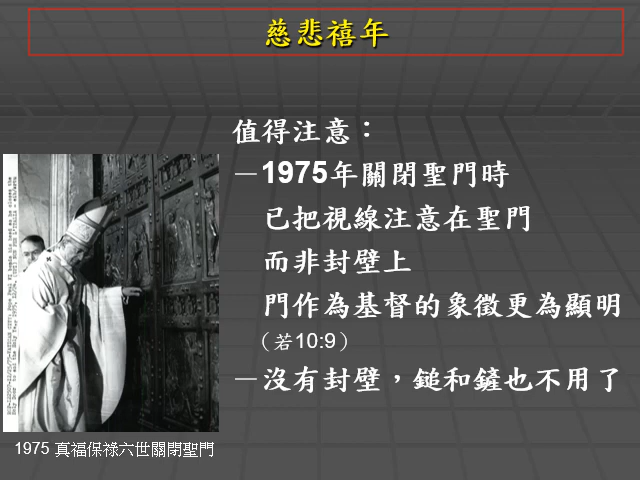 慈悲禧年
值得注意：
－1975年關閉聖門時
已把視線注意在聖門
而非封壁上
門作為基督的象徵更為顯明
（若10:9）
－沒有封壁，鎚和鏟也不用了
1975 真福保祿六世關閉聖門